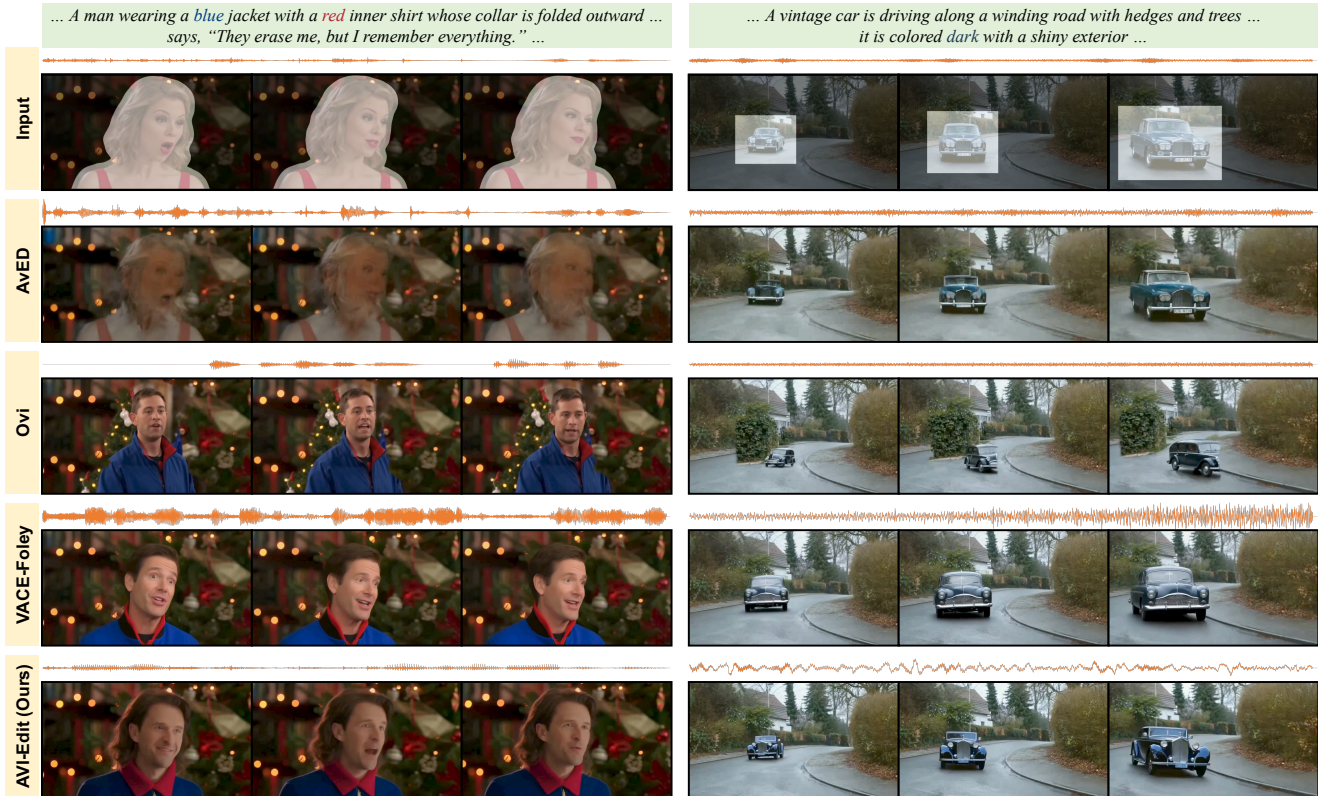 ... A man wearing a blue jacket with a red inner shirt whose collar is folded outward ...
says, “They erase me, but I remember everything.” ...
... A vintage car is driving along a winding road with hedges and trees ...
it is colored dark with a shiny exterior ...
Input
AvED
Ovi
VACE-Foley
AVI-Edit (Ours)